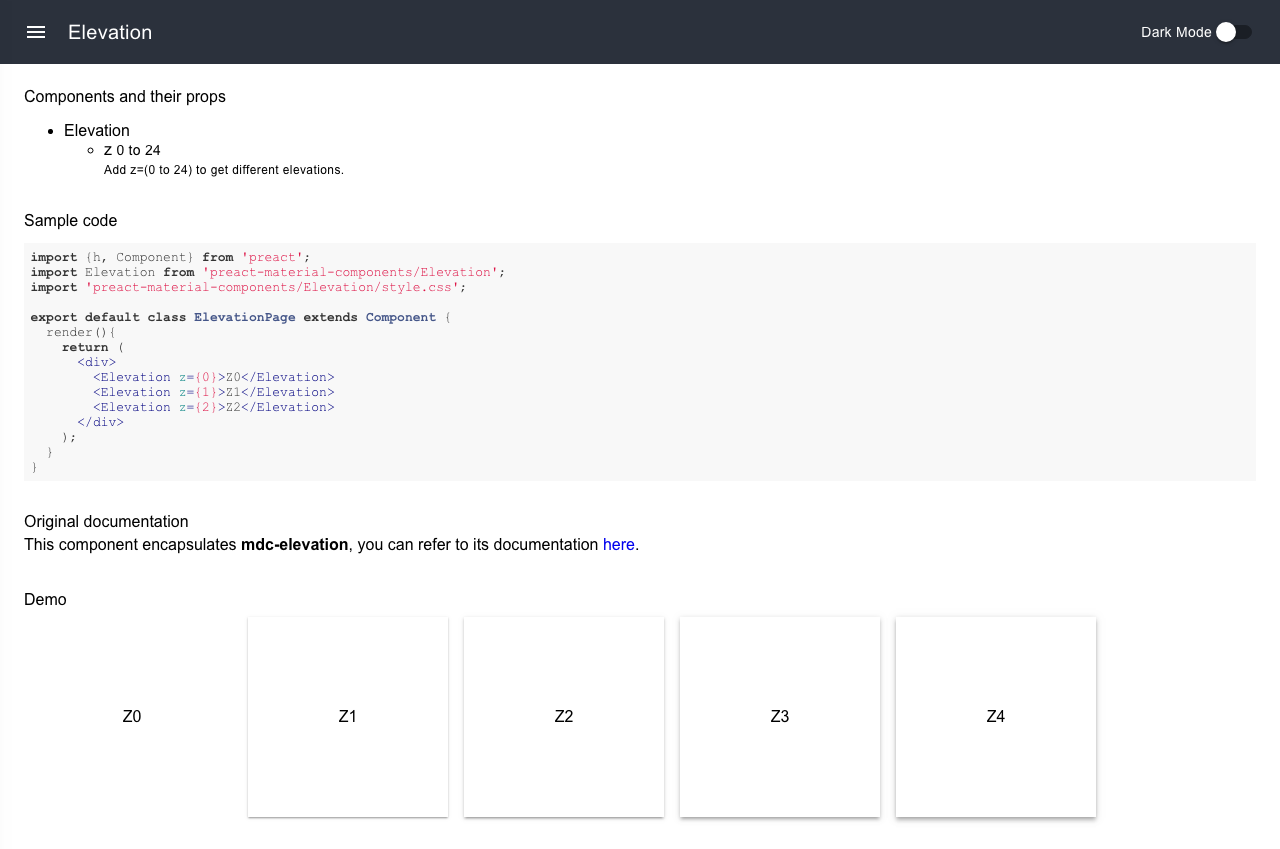 Elevation
Dark Mode
Components and their props
Elevation
z 0 to 24
Add z=(0 to 24) to get different elevations.
Sample code
import {h, Component} from 'preact';
import Elevation from 'preact-material-components/Elevation';
import 'preact-material-components/Elevation/style.css';
export default class ElevationPage extends Component {
render(){
return (
<div>
<Elevation z={0}>Z0</Elevation>
<Elevation z={1}>Z1</Elevation>
<Elevation z={2}>Z2</Elevation>
</div>
);
}
}
Original documentation
This component encapsulates mdc-elevation, you can refer to its documentation here.
Demo
Z0 Z1 Z2 Z3 Z4